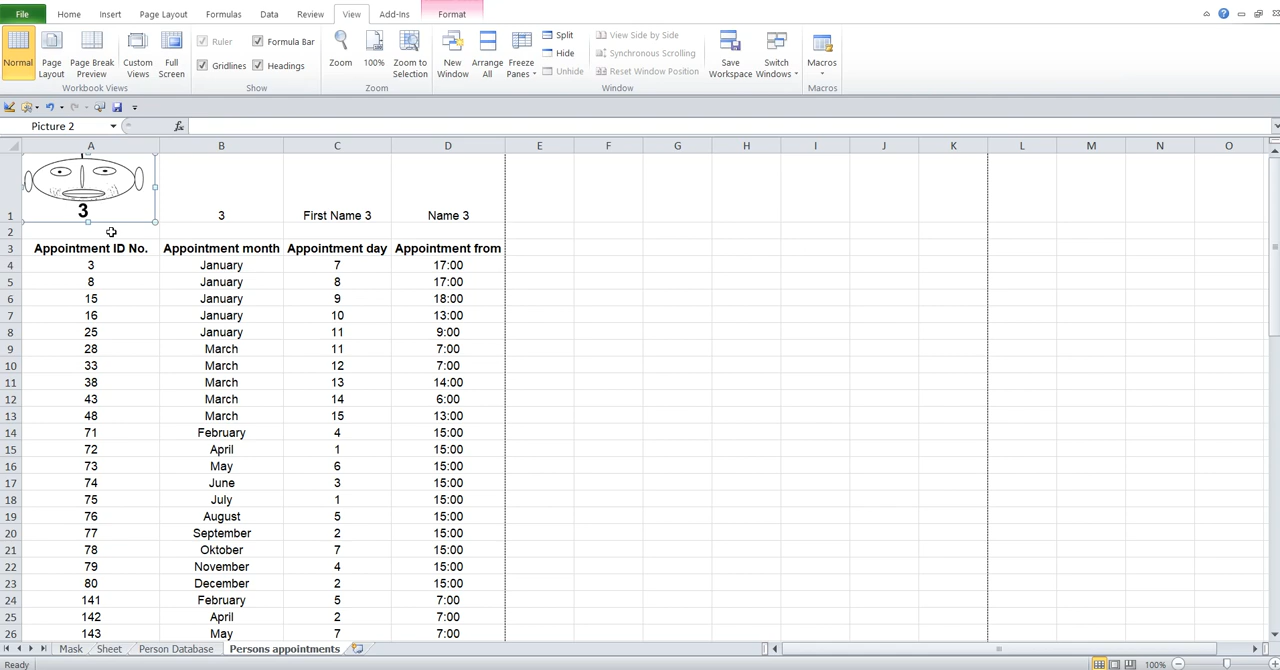 File Home Insert Page Layout Formulas Data Review View Add-Ins Format
Normal Page Layout Page Break Preview Custom Views Full Screen
Workbook Views
Ruler Formula Bar
Gridlines Headings
Show
Zoom 100% Zoom to Selection
Zoom
New Window Arrange All Freeze Panes Split Hide Unhide
View Side by Side
Synchronous Scrolling
Reset Window Position
Window
Save Workspace Switch Windows
Macros
Macros
Picture 2 fx
A B C D E F G H I J K L M N O
3
1 3 First Name 3 Name 3
2
3 Appointment ID No. Appointment month Appointment day Appointment from
4 3 January 7 17:00
5 8 January 8 17:00
6 15 January 9 18:00
7 16 January 10 13:00
8 25 January 11 9:00
9 28 March 11 7:00
10 33 March 12 7:00
11 38 March 13 14:00
12 43 March 14 6:00
13 48 March 15 13:00
14 71 February 4 15:00
15 72 April 1 15:00
16 73 May 6 15:00
17 74 June 3 15:00
18 75 July 1 15:00
19 76 August 5 15:00
20 77 September 2 15:00
21 78 Oktober 7 15:00
22 79 November 4 15:00
23 80 December 2 15:00
24 141 February 5 7:00
25 142 April 2 7:00
26 143 May 7 7:00
Mask Sheet Person Database Persons appointments
Ready 100%